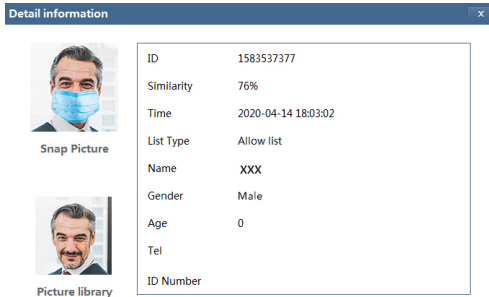 Detail information x
ID 1583537377
Similarity 76%
Time 2020-04-14 18:03:02
List Type Allow list
Name XXX
Gender Male
Age 0
Tel
ID Number
Snap Picture
Picture library